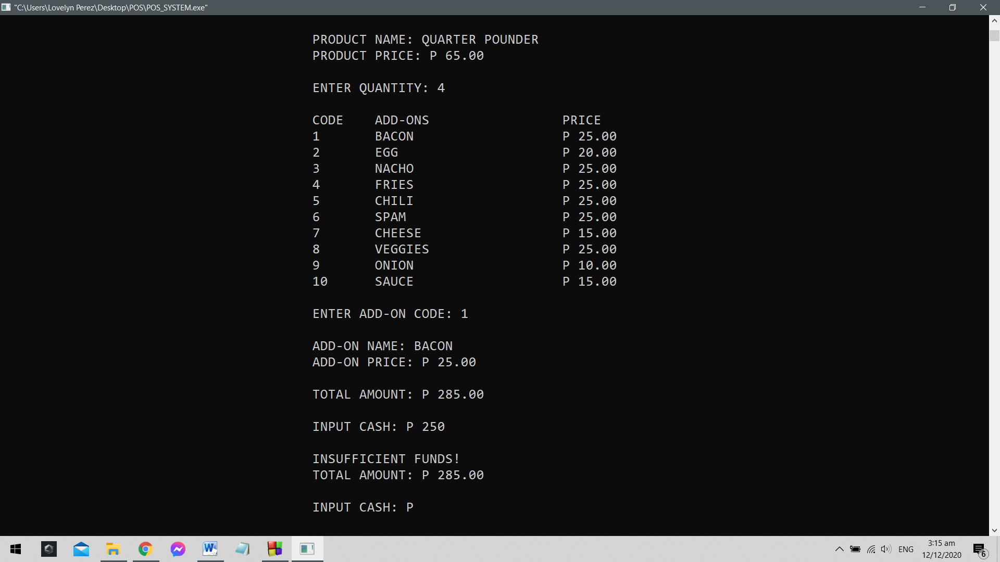 "C:\Users\Lovelyn Perez\Desktop\POS\POS_SYSTEM.exe"
PRODUCT NAME: QUARTER POUNDER
PRODUCT PRICE: P 65.00
ENTER QUANTITY: 4
CODE ADD-ONS PRICE
1 BACON P 25.00
2 EGG P 20.00
3 NACHO P 25.00
4 FRIES P 25.00
5 CHILI P 25.00
6 SPAM P 25.00
7 CHEESE P 15.00
8 VEGGIES P 25.00
9 ONION P 10.00
10 SAUCE P 15.00
ENTER ADD-ON CODE: 1
ADD-ON NAME: BACON
ADD-ON PRICE: P 25.00
TOTAL AMOUNT: P 285.00
INPUT CASH: P 250
INSUFFICIENT FUNDS!
TOTAL AMOUNT: P 285.00
INPUT CASH: P
ENG
3:15 am
12/12/2020
6